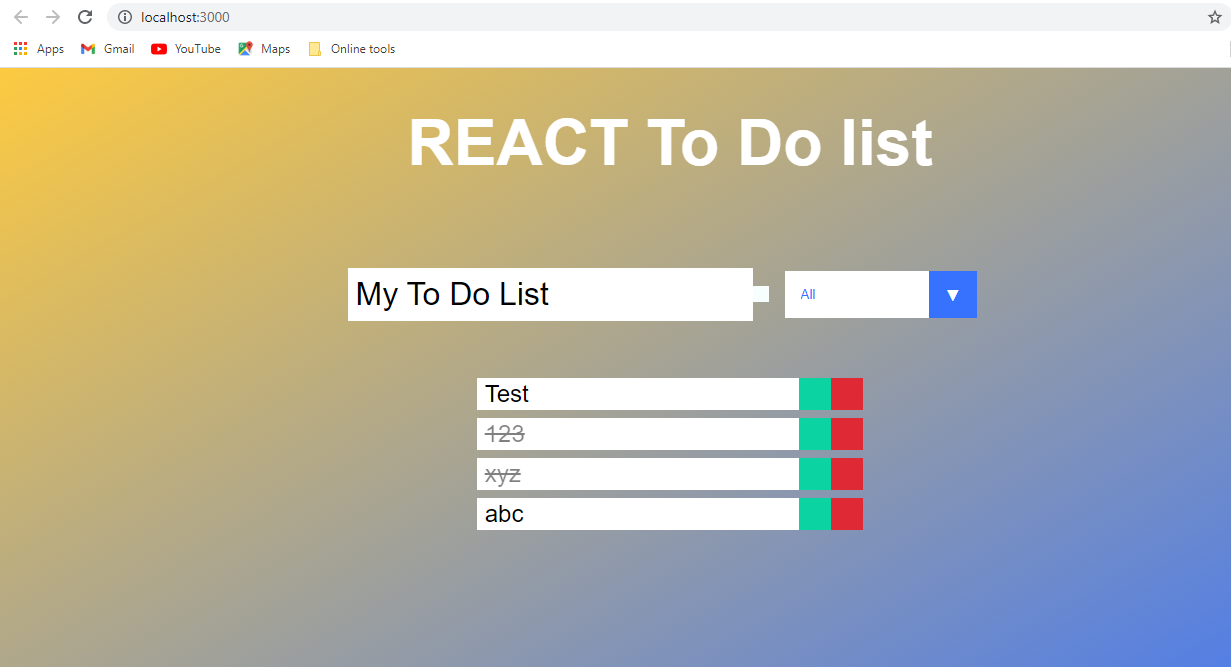 localhost:3000
Apps Gmail YouTube Maps Online tools
REACT To Do list
My To Do List All ▼
Test
123
xyz
abc